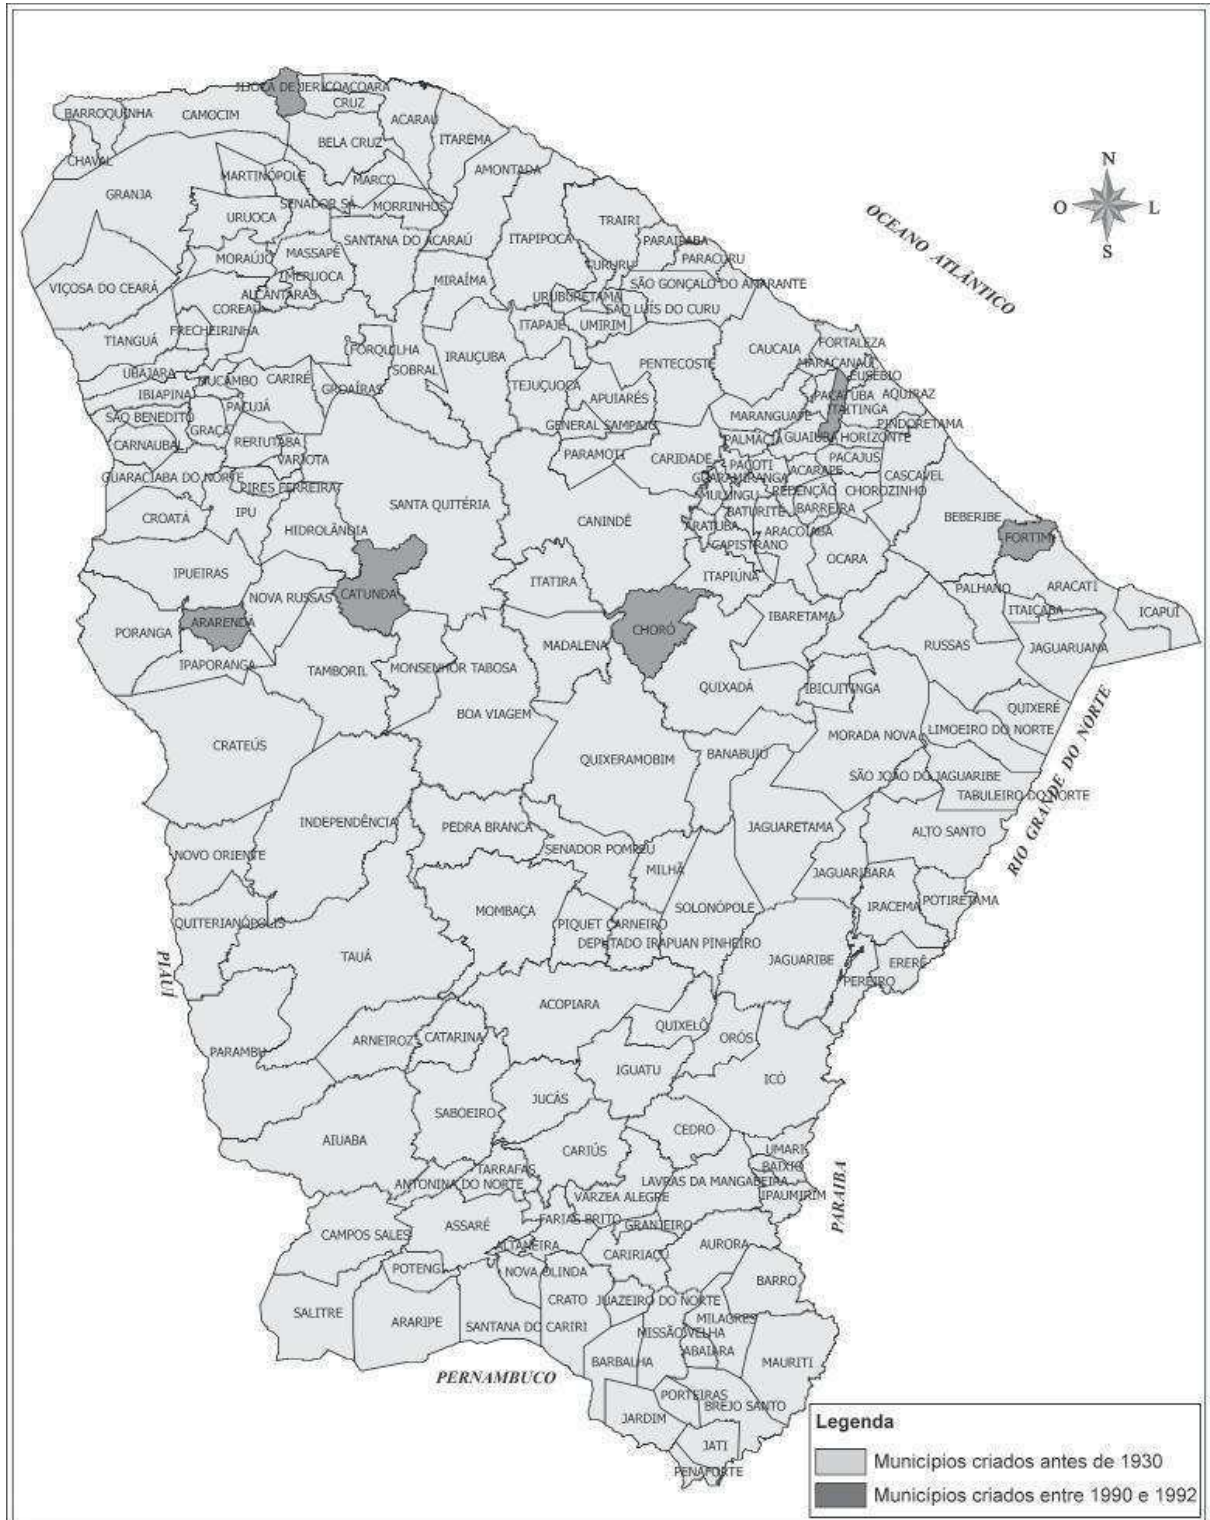 JIJOCA DE JERICOACOARA
CRUZ
BARROQUINHA
CAMOCIM
ACARAÚ
ITAREMA
BELA CRUZ
CHAVAL
AMONTADA
MARTINÓPOLE
MARCO
GRANJA
SENADOR SÁ
MORRINHOS
URUOCA
TRAIRI
N
O
L
S
OCEANO ATLÂNTICO
SANTANA DO ACARAÚ
ITAPIPOCA
PARAIPABA
MORAÚJO
MASSAPÊ
PARACURU
TURURU
MERUOCA
MIRAÍMA
SÃO GONÇALO DO AMARANTE
VIÇOSA DO CEARÁ
ALCÂNTARAS
URUBURETAMA
COREAÚ
SÃO LUÍS DO CURU
FRECHEIRINHA
ITAPAJÉ
UMIRIM
TIANGUÁ
FORQUILHA
IRAUÇUBA
CAUCAIA
FORTALEZA
PENTECOSTE
MARACANAÚ
UBAJARA
SOBRAL
EUSÉBIO
MUCAMBO
CARIRÉ
GROAÍRAS
TEJUÇUOCA
IBIAPINA
APUIARÉS
PACATUBA
AQUIRAZ
PACUJÁ
ITAITINGA
SÃO BENEDITO
MARANGUAPE
GRAÇA
GENERAL SAMPAIO
PINDORETAMA
CARNAUBAL
RERIUTABA
PALMÁCIA
GUAIÚBA
HORIZONTE
VARJOTA
PARAMOTI
CARIDADE
PACOTI
PACAJUS
GUARACIABA DO NORTE
GUARAMIRANGA
ACARAPE
CASCAVEL
PIRES FERREIRA
MULUNGU
REDENÇÃO
CHOROZINHO
IPU
SANTA QUITÉRIA
BATURITÉ
BARREIRA
CROATÁ
CANINDÉ
BEBERIBE
HIDROLÂNDIA
ARATUBA
ARACOIABA
FORTIM
CAPISTRANO
OCARA
IPUEIRAS
ITATIRA
ITAPIÚNA
NOVA RUSSAS
CATUNDA
PALHANO
ARACATI
ITAIÇABA
ICAPUÍ
ARARENDÁ
IBARETAMA
PORANGA
CHORÓ
MADALENA
RUSSAS
JAGUARUANA
IPAPORANGA
TAMBORIL
MONSENHOR TABOSA
QUIXADÁ
IBICUITINGA
BOA VIAGEM
QUIXERÉ
LIMOEIRO DO NORTE
CRATEÚS
MORADA NOVA
QUIXERAMOBIM
BANABUIÚ
SÃO JOÃO DO JAGUARIBE
TABULEIRO DO NORTE
RIO GRANDE DO NORTE
INDEPENDÊNCIA
PEDRA BRANCA
JAGUARETAMA
ALTO SANTO
NOVO ORIENTE
SENADOR POMPEU
MILHÃ
JAGUARIBARA
POTIRETAMA
IRACEMA
MOMBAÇA
SOLONÓPOLE
QUITERIANÓPOLIS
PIQUET CARNEIRO
DEPUTADO IRAPUAN PINHEIRO
TAUÁ
JAGUARIBE
ERERÊ
PIAUÍ
PEREIRO
ACOPIARA
QUIXELÔ
ARNEIROZ
CATARINA
ORÓS
PARAMBU
IGUATU
ICÓ
JUCÁS
SABOEIRO
CEDRO
AIUABA
CARIÚS
UMARI
TARRAFAS
BAIXIO
ANTONINA DO NORTE
LAVRAS DA MANGABEIRA
IPAUMIRIM
VÁRZEA ALEGRE
PARAIBA
FARIAS BRITO
ASSARÉ
GRANJEIRO
CAMPOS SALES
ALTANEIRA
AURORA
CARIRIAÇU
POTENGI
NOVA OLINDA
BARRO
CRATO
JUAZEIRO DO NORTE
SALITRE
ARARIPE
SANTANA DO CARIRI
MILAGRES
MISSÃO VELHA
ABAIARA
BARBALHA
MAURITI
PERNAMBUCO
PORTEIRAS
BREJO SANTO
JARDIM
JATI
PENAFORTE
Legenda
Municípios criados antes de 1930
Municípios criados entre 1990 e 1992